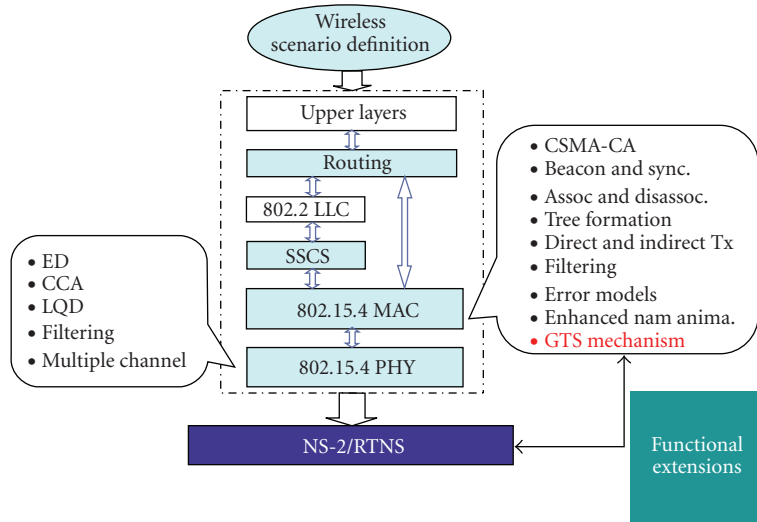 Wireless
scenario definition
Upper layers
Routing
802.2 LLC
SSCS
802.15.4 MAC
802.15.4 PHY
NS-2/RTNS
• ED
• CCA
• LQD
• Filtering
• Multiple channel
• CSMA-CA
• Beacon and sync.
• Assoc and disassoc.
• Tree formation
• Direct and indirect Tx
• Filtering
• Error models
• Enhanced nam anima.
• GTS mechanism
Functional
extensions